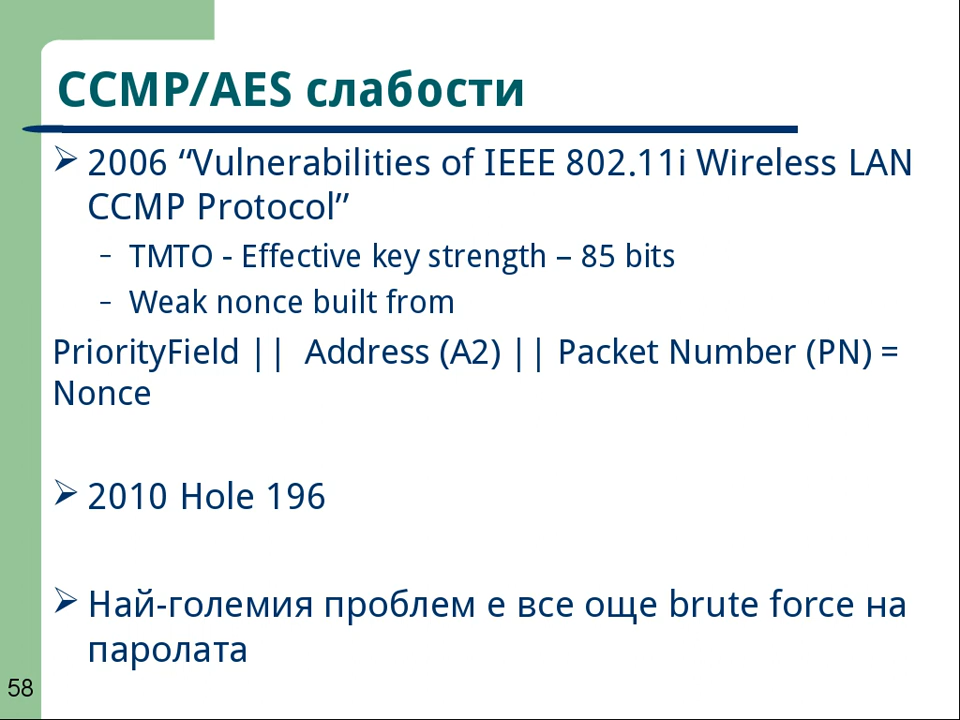 CCMP/AES слабости
2006 “Vulnerabilities of IEEE 802.11i Wireless LAN
CCMP Protocol”
– TMTO - Effective key strength – 85 bits
– Weak nonce built from
PriorityField || Address (A2) || Packet Number (PN) =
Nonce
2010 Hole 196
Най-големия проблем е все още brute force на
паролата
58